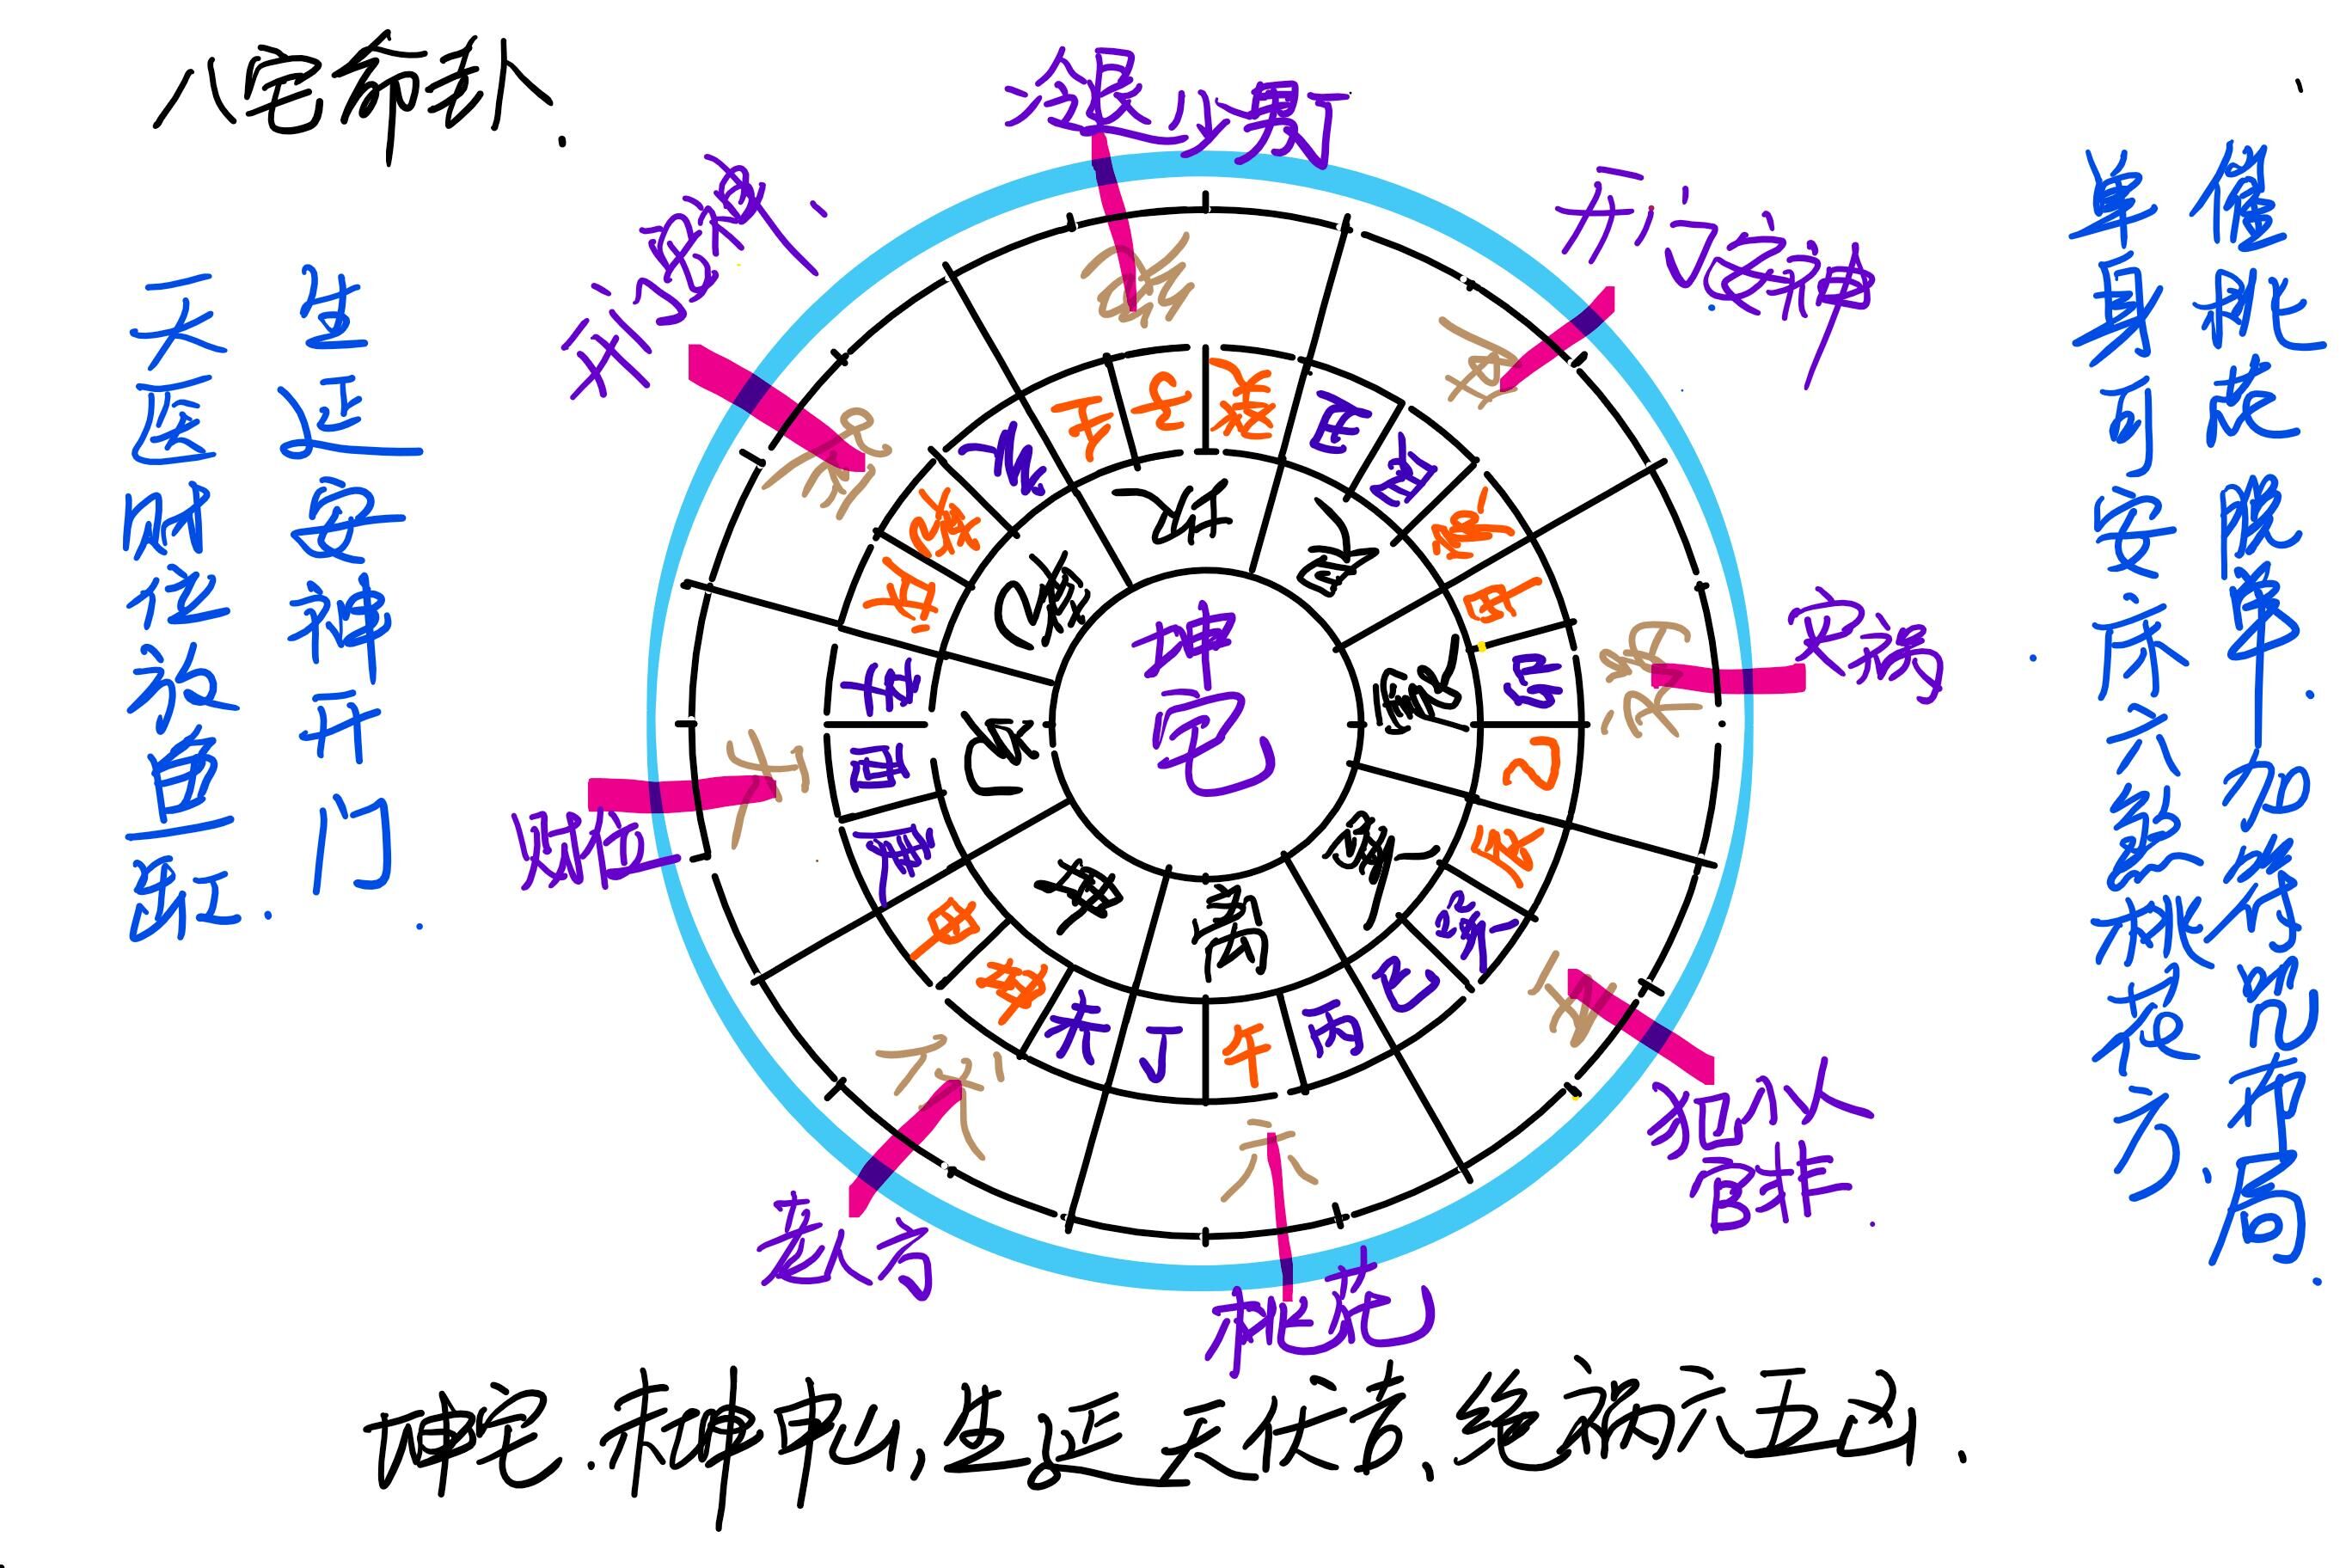 八宅命卦.
冷退少男丁
开门安神
开门安神、
灾病
犯小人
官非.
桃花
老人方
财位
生延安神开门.
天医财位放鱼缸.
催桃花脱单.加符咒布局.
单身可安床六煞桃花方.
绝
五
祸
六
伏
天
生
坎
艮
震
巽
离
坤
兑
乾
壬
子
癸
丑
艮
寅
甲
卯
乙
辰
巽
巳
丙
午
丁
未
坤
申
庚
酉
辛
戌
乾
亥
坤
宅
坤宅.未坤申山,生延天伏吉.绝祸六五凶.